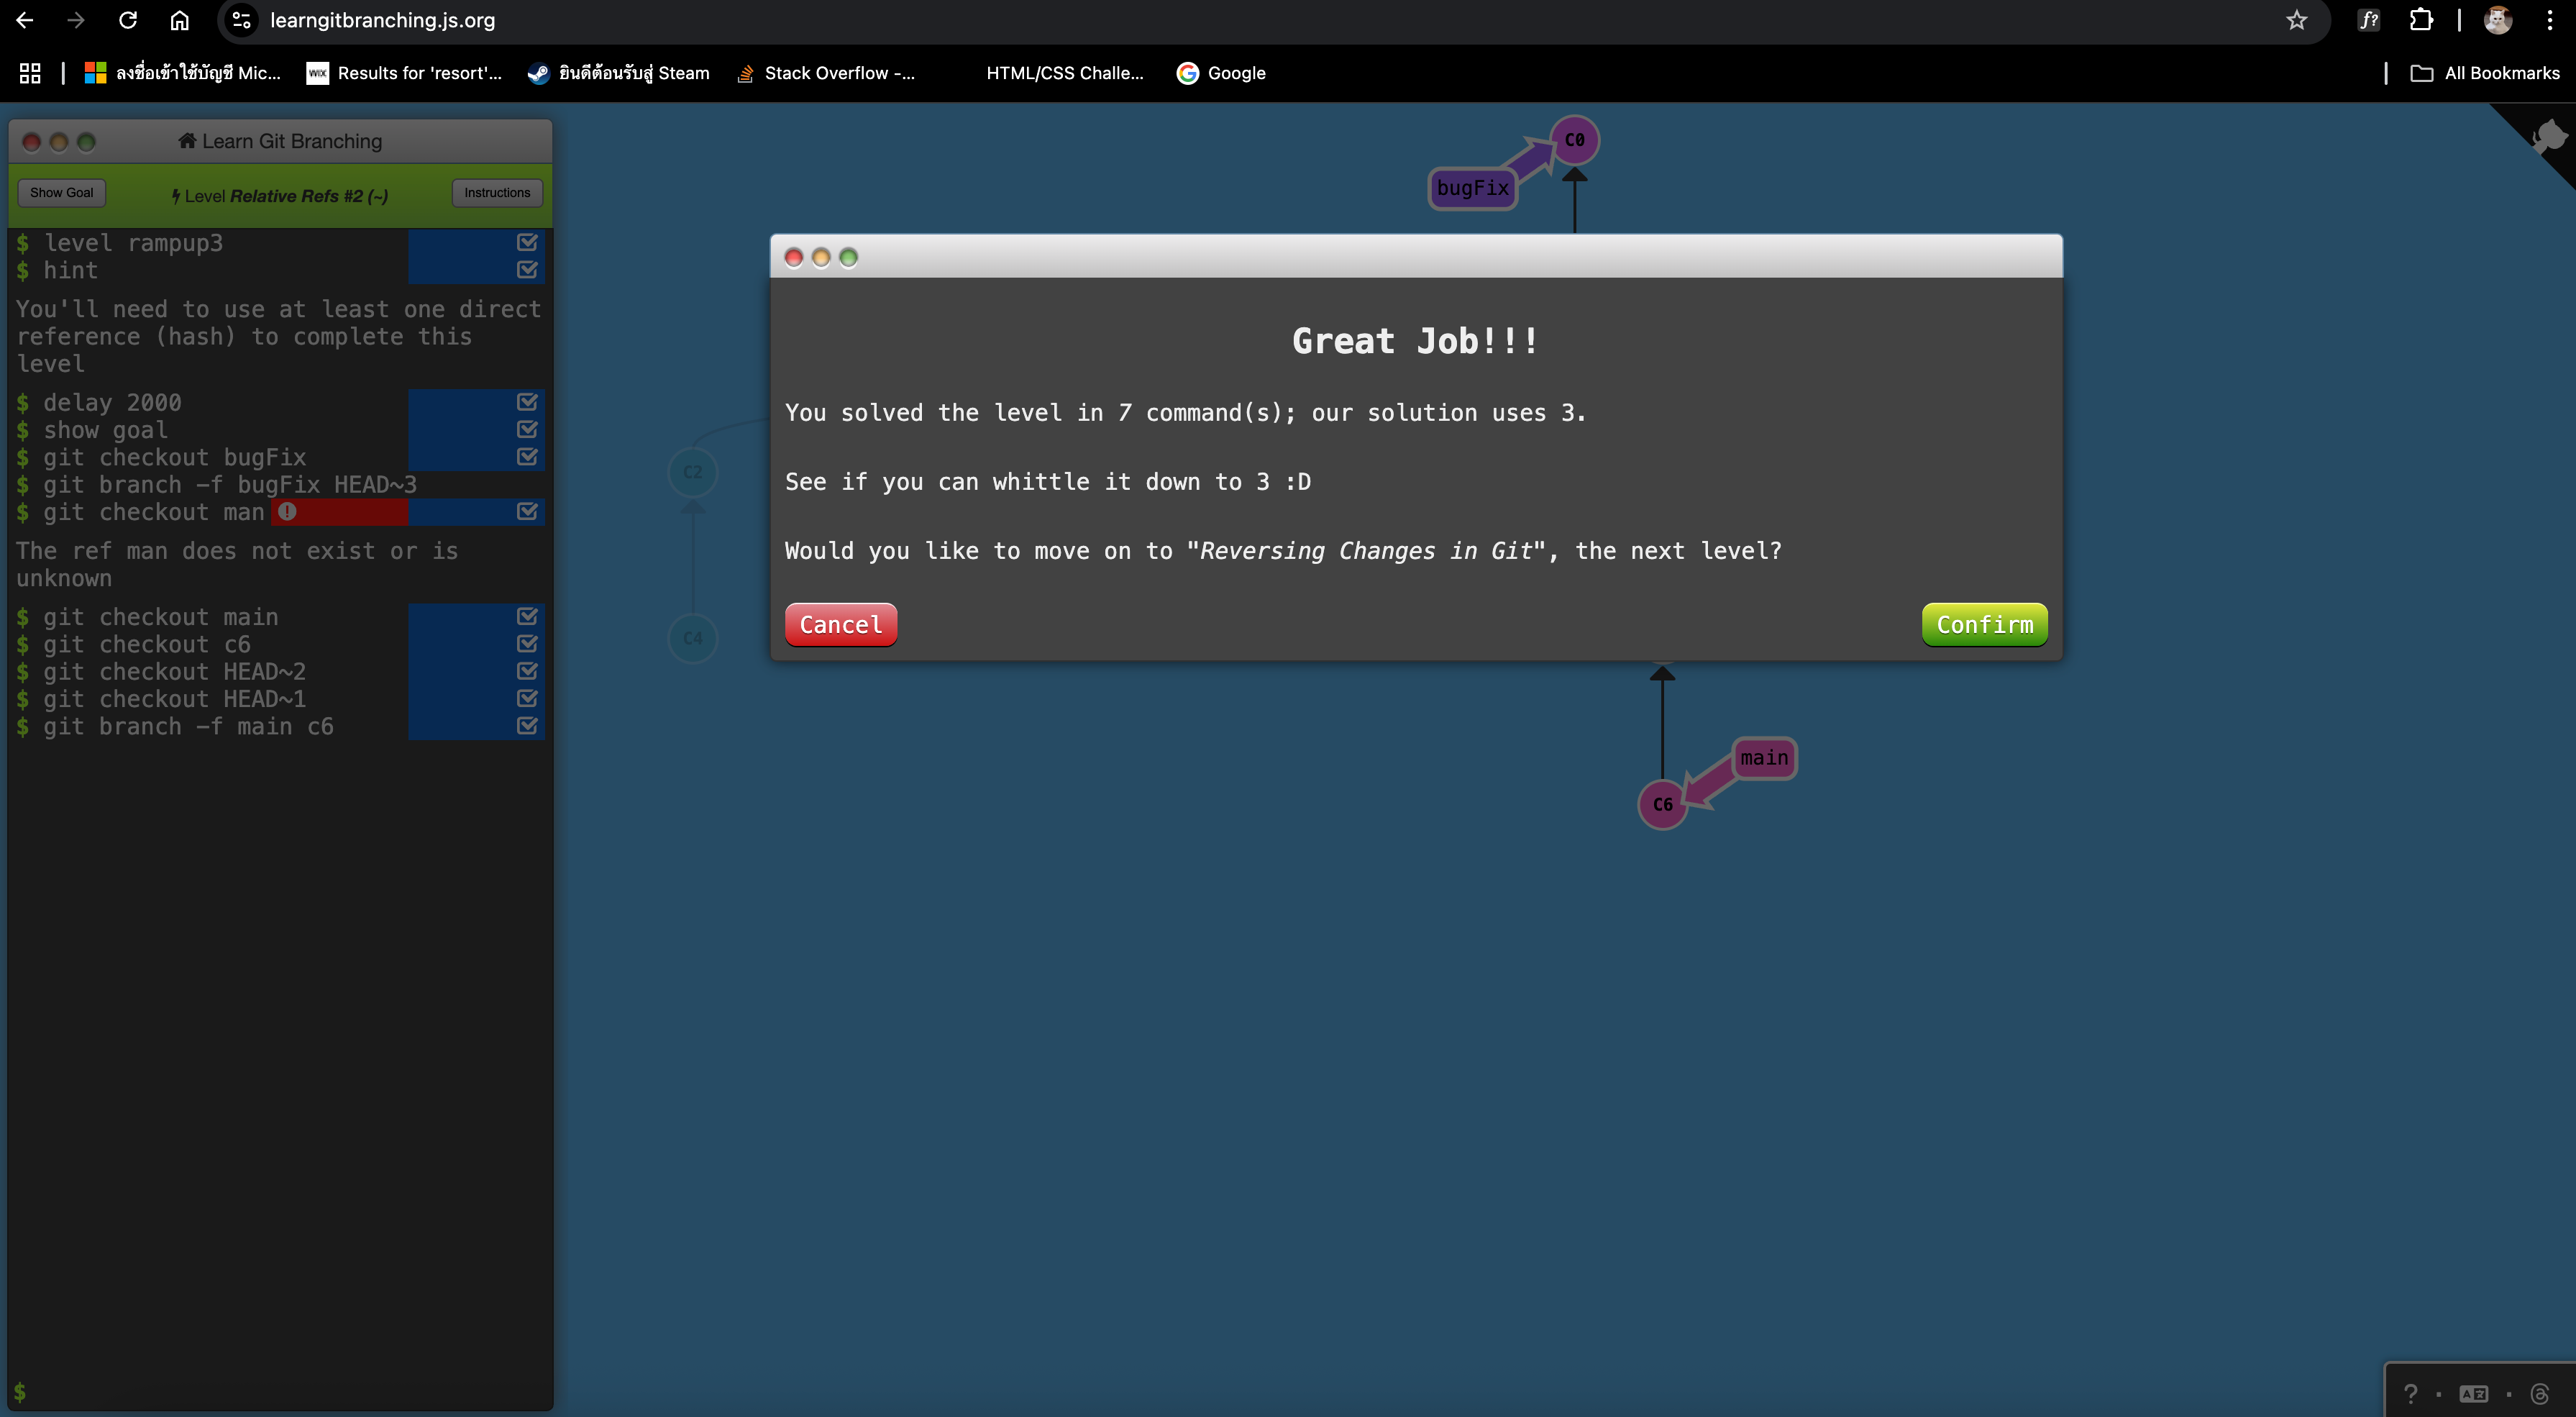 learngitbranching.js.org
f?
ลงชื่อเข้าใช้บัญชี Mic...
WIX
Results for 'resort'...
ยินดีต้อนรับสู่ Steam
Stack Overflow -...
HTML/CSS Challe...
Google
All Bookmarks
Learn Git Branching
Show Goal
Level Relative Refs #2 (~)
Instructions
$ level rampup3
$ hint
You'll need to use at least one direct
reference (hash) to complete this
level
$ delay 2000
$ show goal
$ git checkout bugFix
$ git branch -f bugFix HEAD~3
$ git checkout man
The ref man does not exist or is
unknown
$ git checkout main
$ git checkout c6
$ git checkout HEAD~2
$ git checkout HEAD~1
$ git branch -f main c6
$
C0
bugFix
C2
C4
Great Job!!!
You solved the level in 7 command(s); our solution uses 3.
See if you can whittle it down to 3 :D
Would you like to move on to "Reversing Changes in Git", the next level?
Cancel
Confirm
main
C6
?